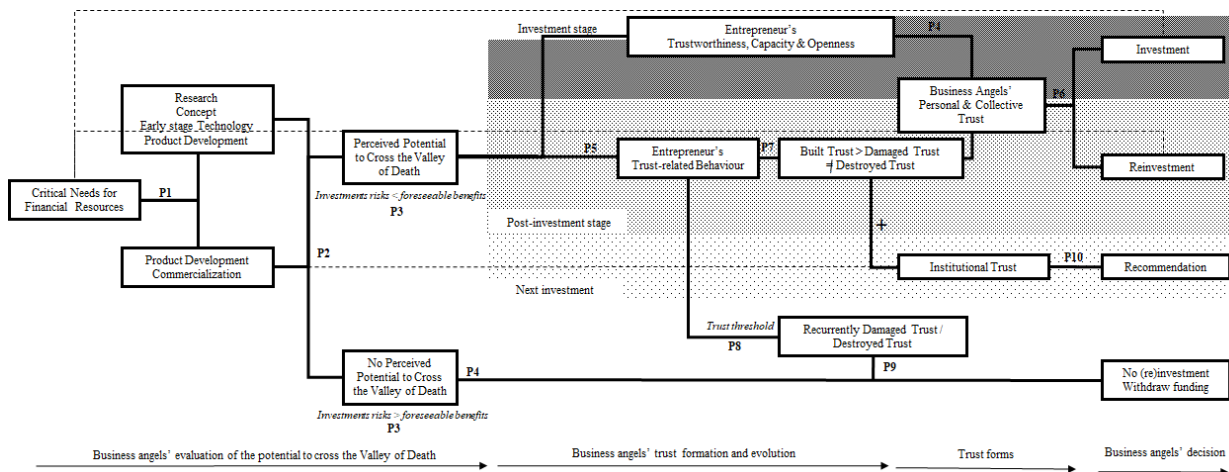 Investment stage
Entrepreneur's
Trustworthiness, Capacity & Openness
P4
Investment
Research
Concept
Early stage Technology
Product Development
Business Angels'
Personal & Collective
Trust
P6
Perceived Potential
to Cross the Valley
of Death
P5
Entrepreneur's
Trust-related Behaviour
P7
Built Trust > Damaged Trust
≠ Destroyed Trust
Reinvestment
Critical Needs for
Financial Resources
P1
Investments risks < foreseeable benefits
P3
Post-investment stage
+
Product Development
Commercialization
P2
Institutional Trust
P10
Recommendation
Next investment
Trust threshold
P8
Recurrently Damaged Trust /
Destroyed Trust
No Perceived
Potential to Cross
the Valley of Death
P4
P9
No (re)investment
Withdraw funding
Investments risks > foreseeable benefits
P3
Business angels' evaluation of the potential to cross the Valley of Death
Business angels' trust formation and evolution
Trust forms
Business angels' decision